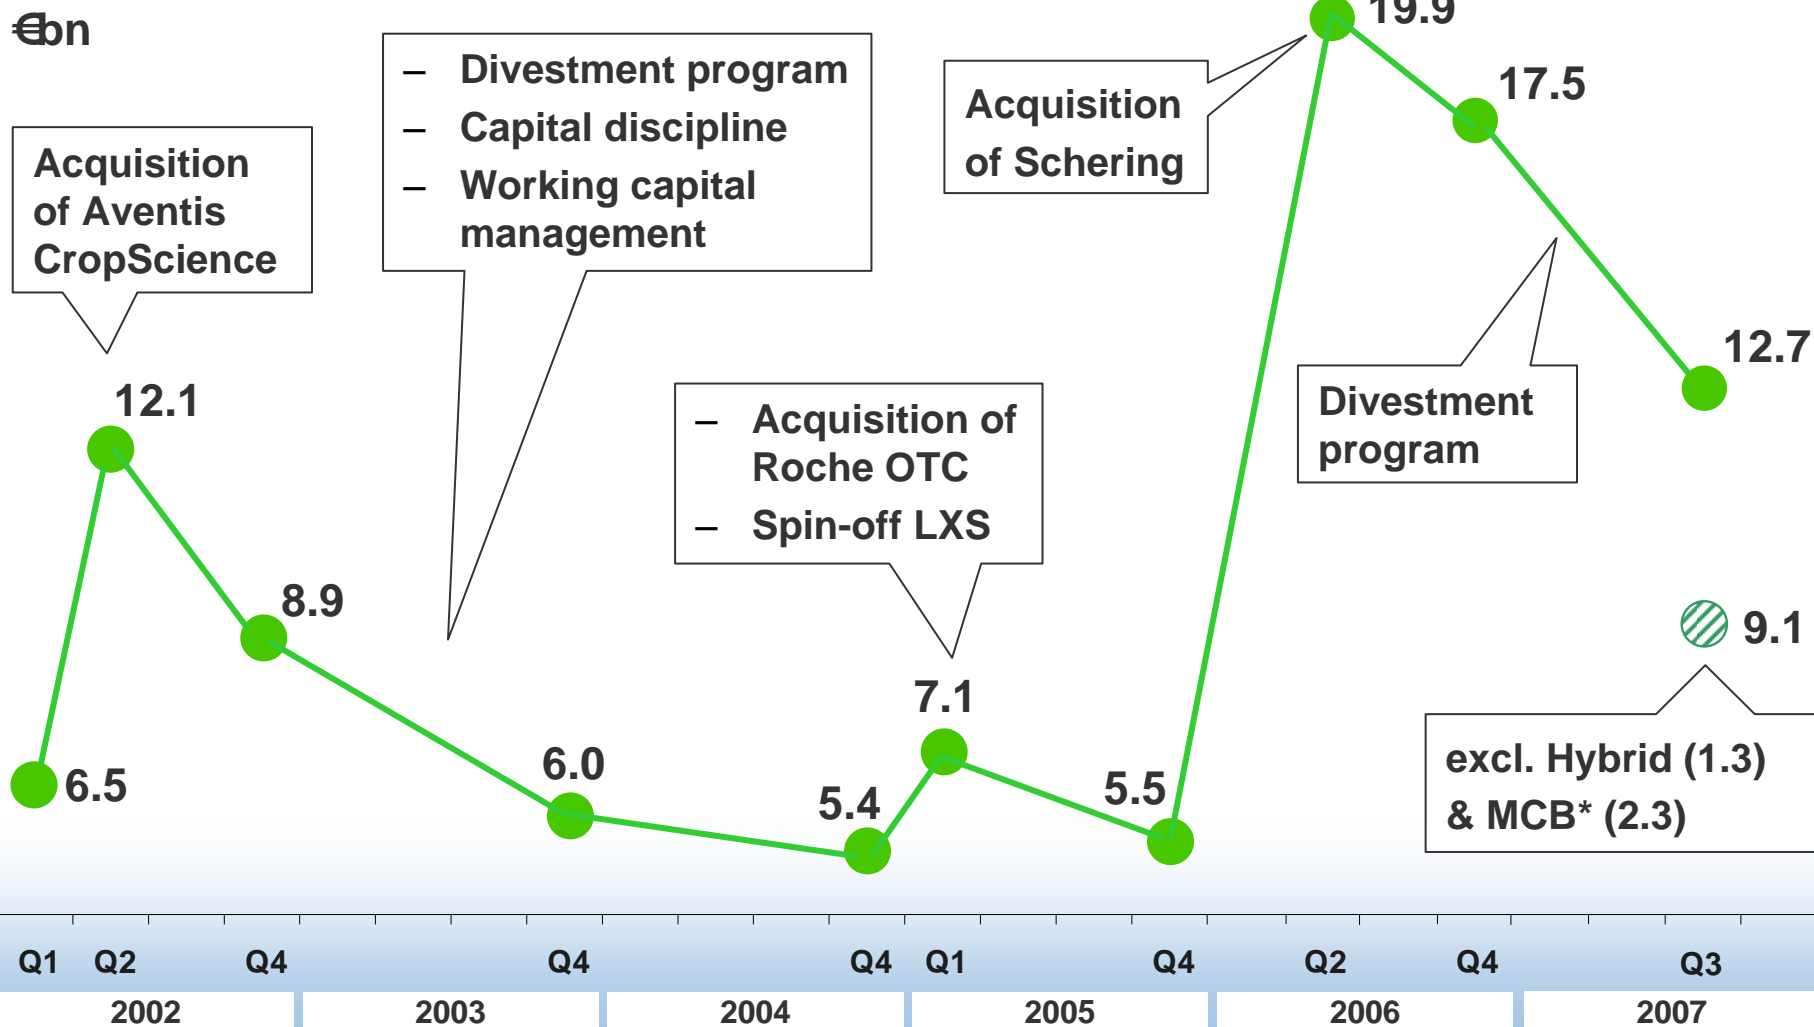 €bn
Acquisition
of Aventis
CropScience
– Divestment program
– Capital discipline
– Working capital
management
Acquisition
of Schering
19.9
17.5
12.7
12.1
– Acquisition of
Roche OTC
– Spin-off LXS
Divestment
program
8.9
9.1
7.1
6.5
6.0
5.4
5.5
excl. Hybrid (1.3)
& MCB* (2.3)
Q1 Q2 Q4 Q4 Q4 Q1 Q4 Q2 Q4 Q3
2002 2003 2004 2005 2006 2007